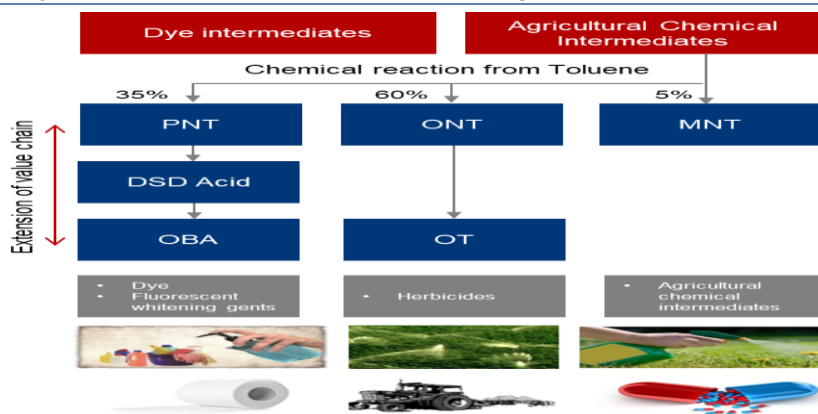 Dye intermediates
Agricultural Chemical
Intermediates
Chemical reaction from Toluene
35%
60%
5%
PNT
ONT
MNT
DSD Acid
OBA
OT
Extension of value chain
• Dye
• Fluorescent
whitening gents
• Herbicides
• Agricultural
chemical
intermediates